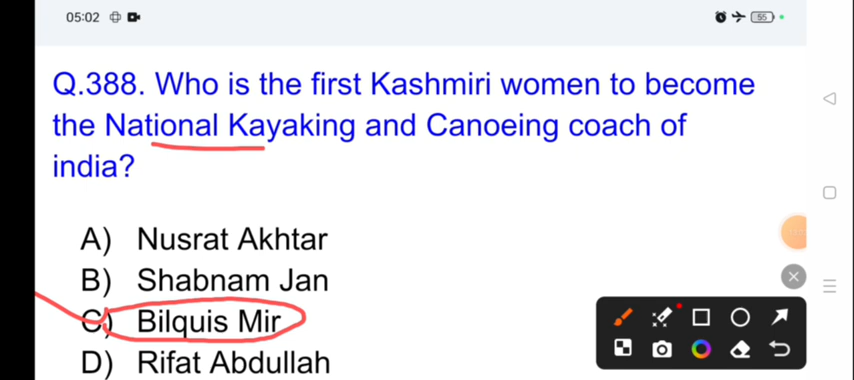 05:02
55
Q.388. Who is the first Kashmiri women to become
the National Kayaking and Canoeing coach of
india?
A) Nusrat Akhtar
B) Shabnam Jan
C) Bilquis Mir
D) Rifat Abdullah